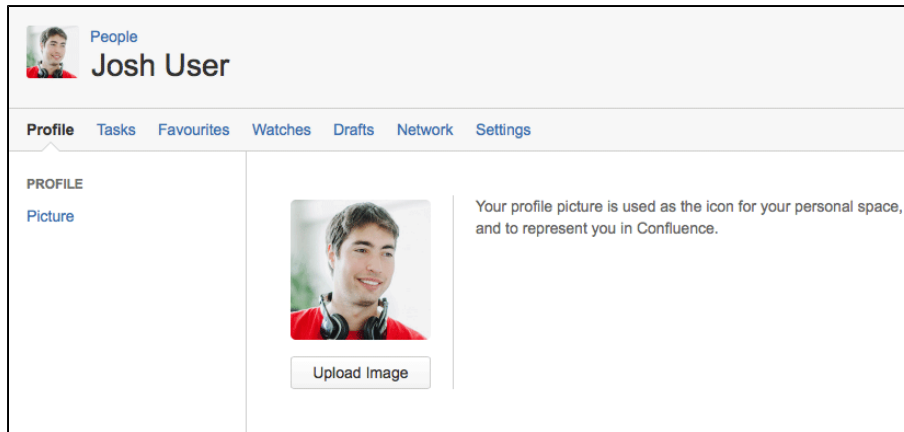 People
Josh User
Profile Tasks Favourites Watches Drafts Network Settings
PROFILE
Picture
Your profile picture is used as the icon for your personal space,
and to represent you in Confluence.
Upload Image